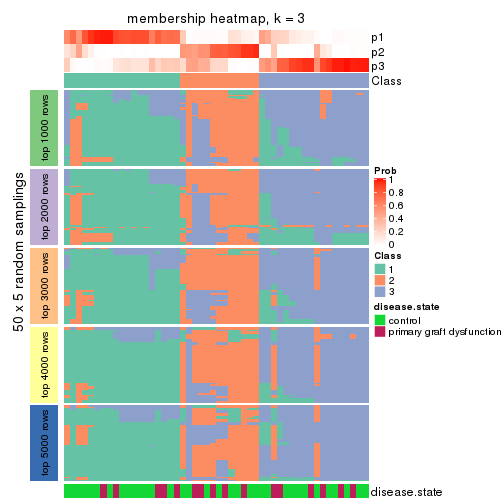 membership heatmap, k = 3
p1
p2
p3
Class
50 x 5 random samplings
top 1000 rows
top 2000 rows
top 3000 rows
top 4000 rows
top 5000 rows
Prob
1
0.8
0.6
0.4
0.2
0
Class
1
2
3
disease.state
control
primary graft dysfunction
disease.state